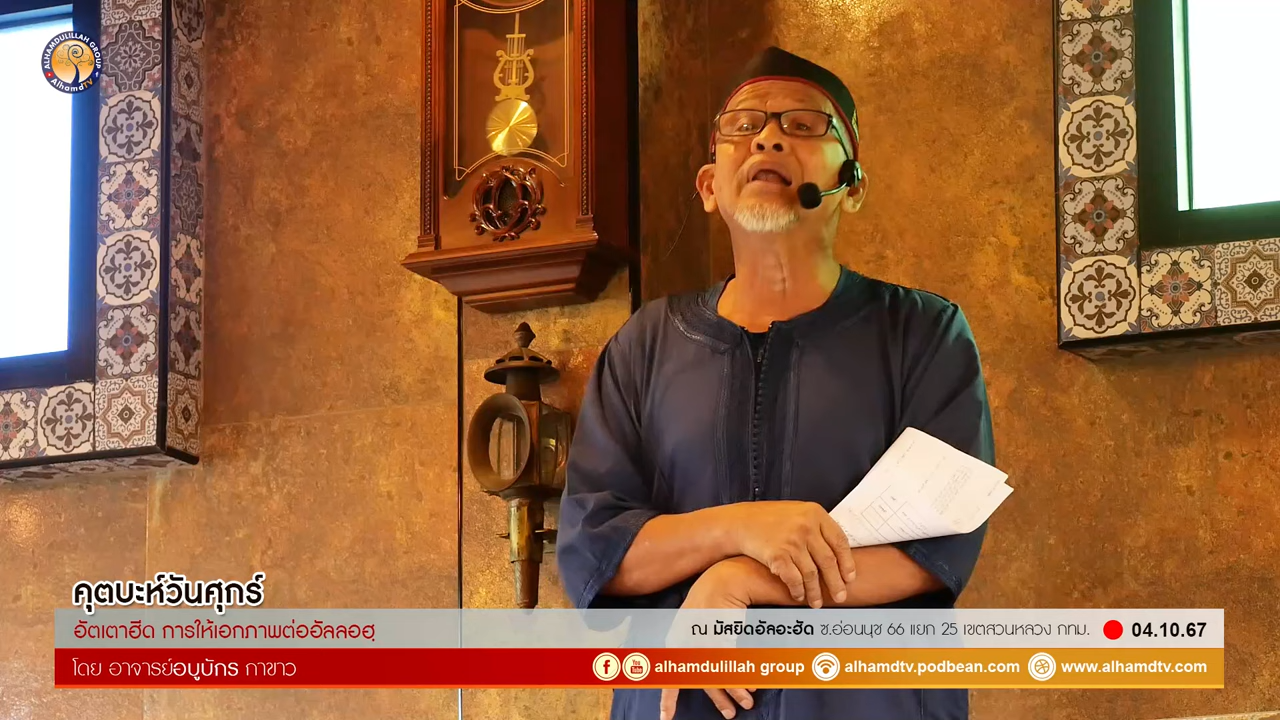 ALHAMDULILLAH GROUP
AlhamdTV
คุตบะห์วันศุกร์
อัตเตาฮีด การให้เอกภาพต่ออัลลอฮฺ
ณ มัสยิดอัลอะฮัด ซ.อ่อนนุช 66 แยก 25 เขตสวนหลวง กทม.
04.10.67
โดย อาจารย์อนูบักร กาขาว
You Tube
alhamdulillah group
alhamdtv.podbean.com
www.alhamdtv.com